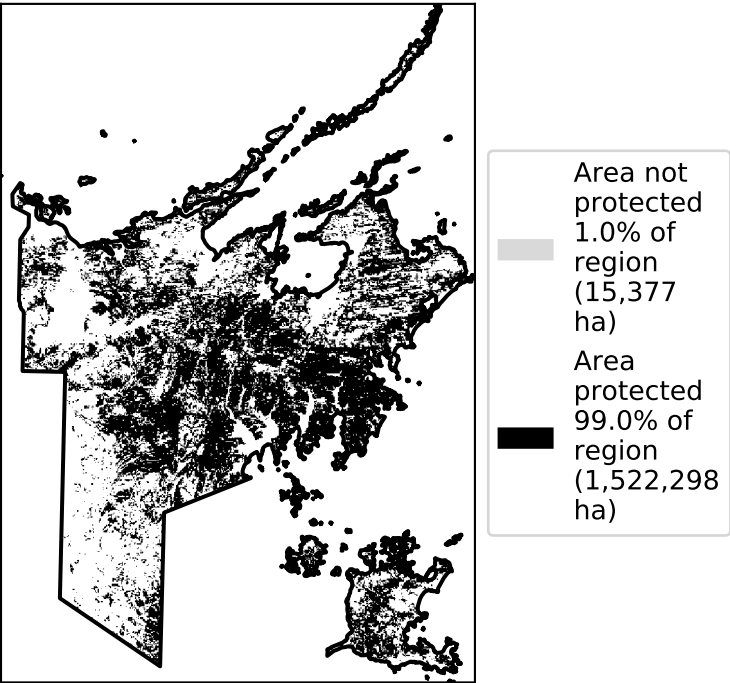 Area not
protected
1.0% of
region
(15,377
ha)
Area
protected
99.0% of
region
(1,522,298
ha)